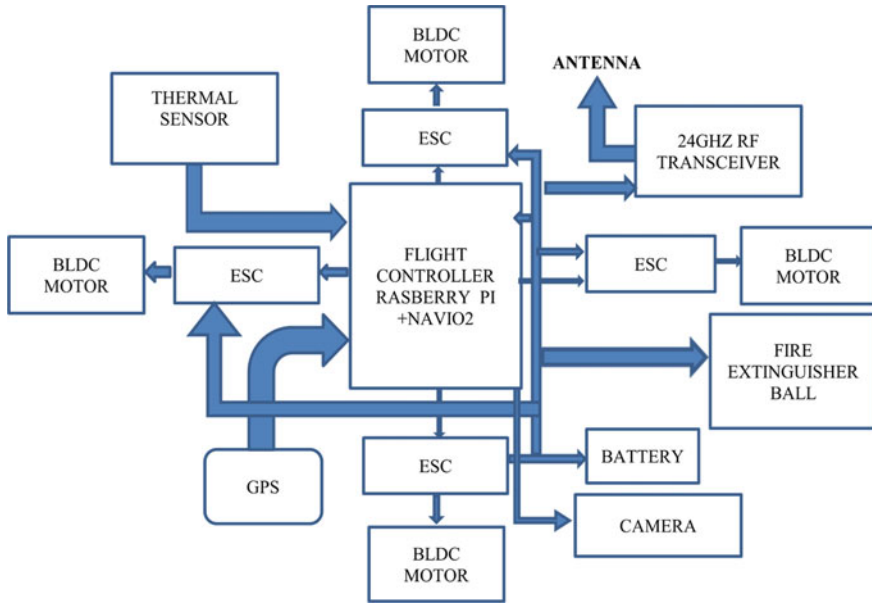 BLDC
MOTOR
ANTENNA
THERMAL
SENSOR
ESC
24GHZ RF
TRANSCEIVER
BLDC
MOTOR
ESC
FLIGHT
CONTROLLER
RASBERRY PI
+NAVIO2
ESC
BLDC
MOTOR
FIRE
EXTINGUISHER
BALL
GPS
ESC
BATTERY
CAMERA
BLDC
MOTOR